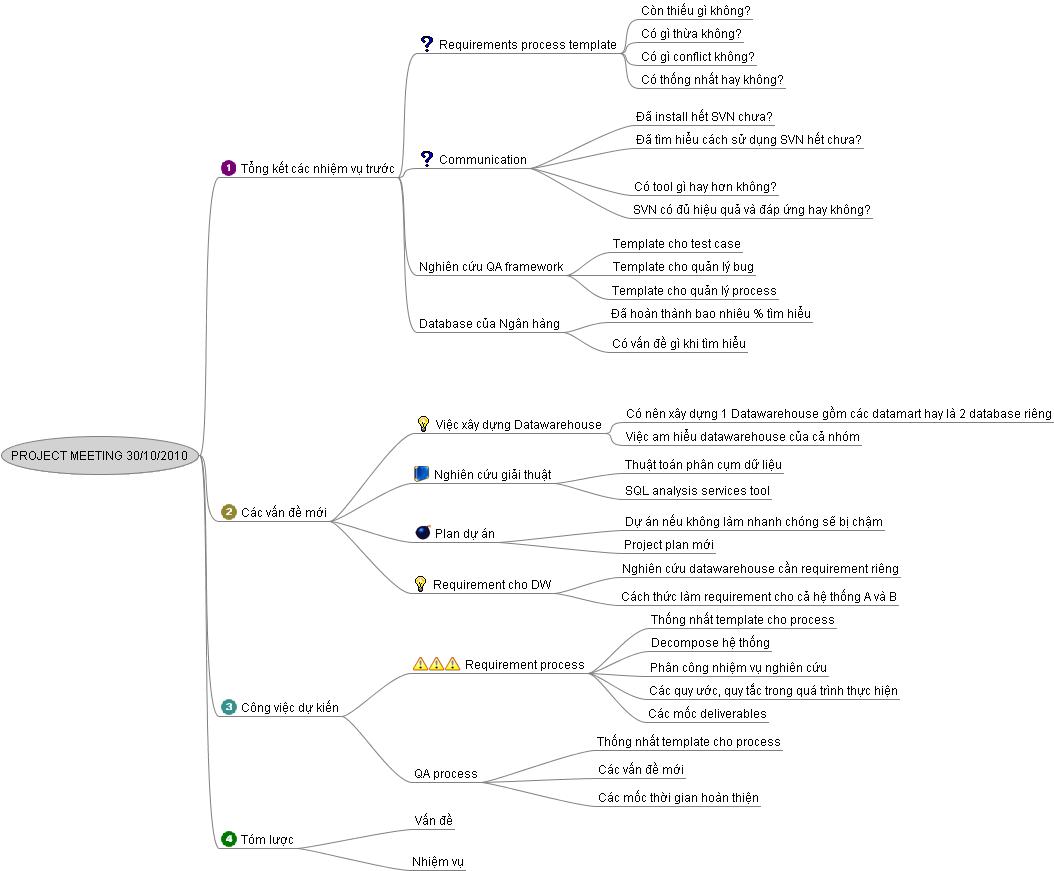 PROJECT MEETING 30/10/2010
1 Tổng kết các nhiệm vụ trước
? Requirements process template
Còn thiếu gì không?
Có gì thừa không?
Có gì conflict không?
Có thống nhất hay không?
? Communication
Đã install hết SVN chưa?
Đã tìm hiểu cách sử dụng SVN hết chưa?
Có tool gì hay hơn không?
SVN có đủ hiệu quả và đáp ứng hay không?
Nghiên cứu QA framework
Template cho test case
Template cho quản lý bug
Template cho quản lý process
Database của Ngân hàng
Đã hoàn thành bao nhiêu % tìm hiểu
Có vấn đề gì khi tìm hiểu
2 Các vấn đề mới
Việc xây dựng Datawarehouse
Có nên xây dựng 1 Datawarehouse gồm các datamart hay là 2 database riêng
Việc am hiểu datawarehouse của cả nhóm
Nghiên cứu giải thuật
Thuật toán phân cụm dữ liệu
SQL analysis services tool
Plan dự án
Dự án nếu không làm nhanh chóng sẽ bị chậm
Project plan mới
Requirement cho DW
Nghiên cứu datawarehouse cần requirement riêng
Cách thức làm requirement cho cả hệ thống A và B
3 Công việc dự kiến
Requirement process
Thống nhất template cho process
Decompose hệ thống
Phân công nhiệm vụ nghiên cứu
Các quy ước, quy tắc trong quá trình thực hiện
Các mốc deliverables
QA process
Thống nhất template cho process
Các vấn đề mới
Các mốc thời gian hoàn thiện
4 Tóm lược
Vấn đề
Nhiệm vụ